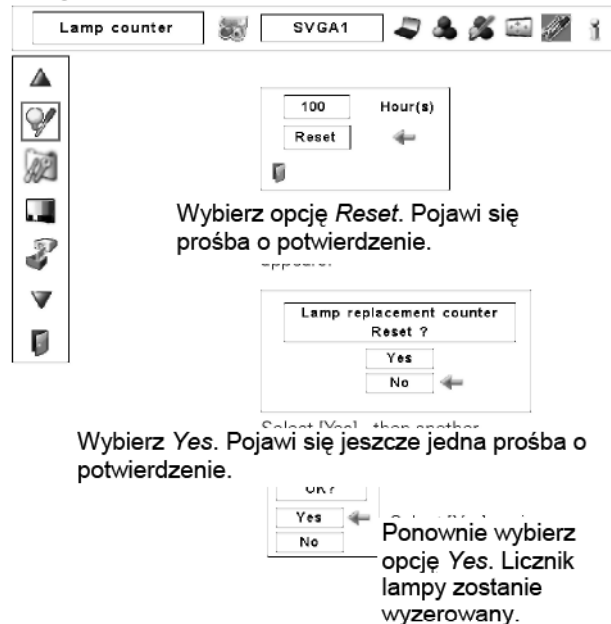 Lamp counter
SVGA1
100 Hour(s)
Reset
Wybierz opcję Reset. Pojawi się
prośba o potwierdzenie.
Lamp replacement counter
Reset ?
Yes
No
Wybierz Yes. Pojawi się jeszcze jedna prośba o
potwierdzenie.
OK?
Yes
No
Ponownie wybierz
opcję Yes. Licznik
lampy zostanie
wyzerowany.